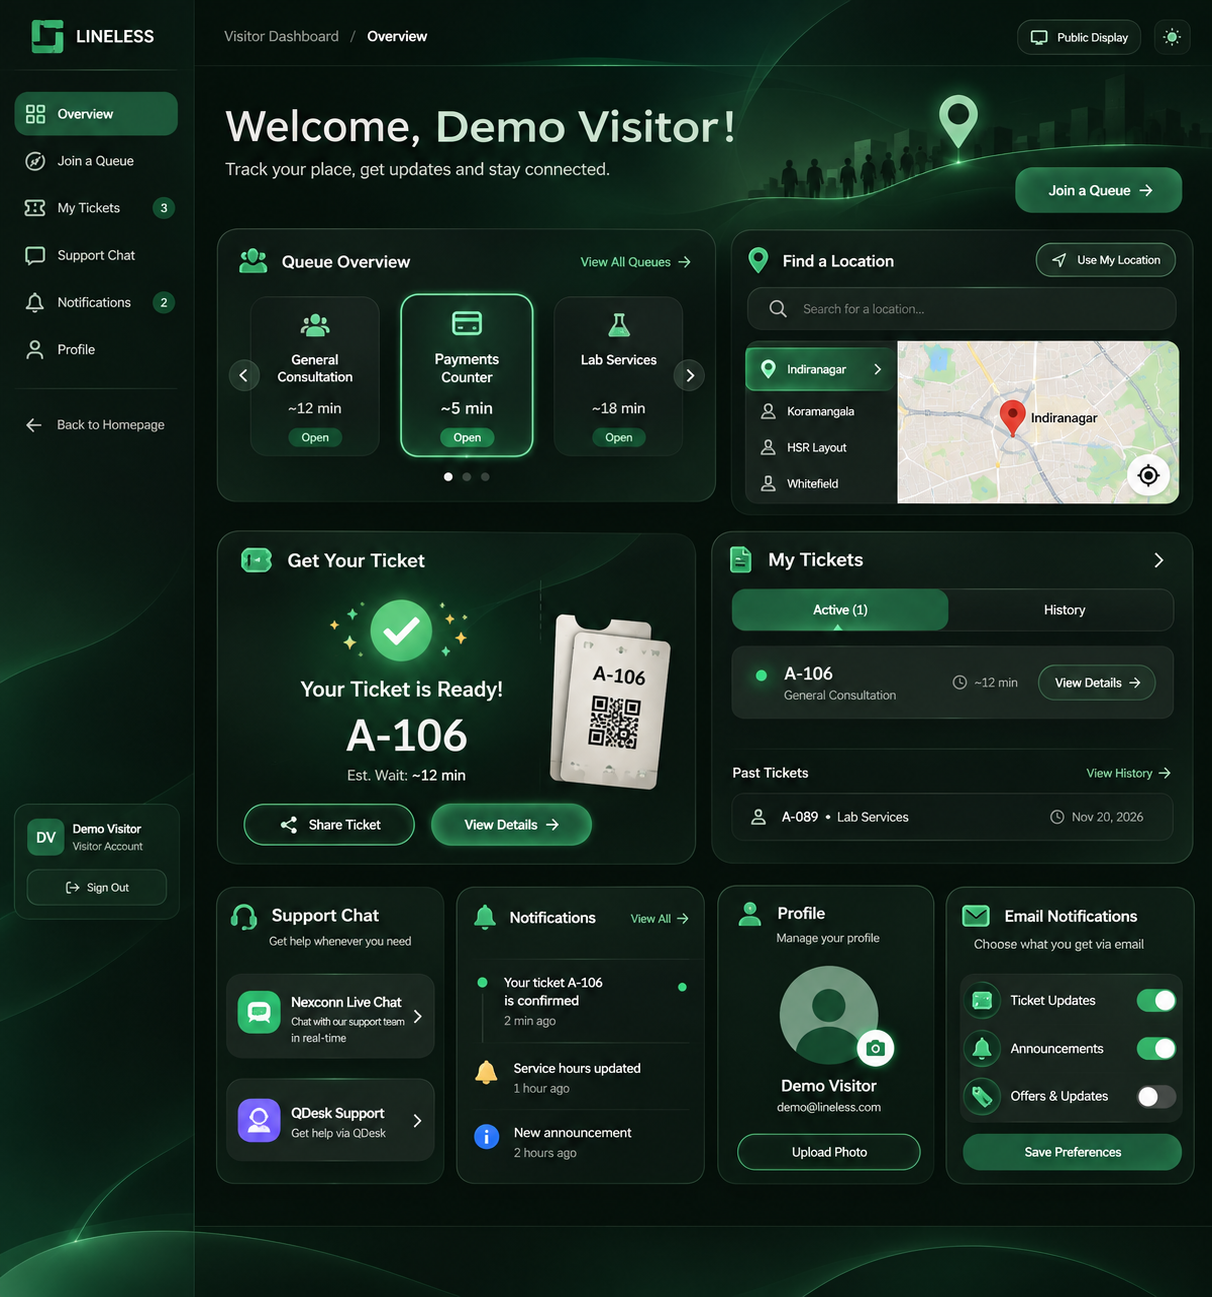 LINELESS
Visitor Dashboard / Overview
Public Display
Overview
Join a Queue
My Tickets 3
Support Chat
Notifications 2
Profile
Back to Homepage
DV
Demo Visitor
Visitor Account
Sign Out
Welcome, Demo Visitor!
Track your place, get updates and stay connected.
Join a Queue →
Queue Overview
View All Queues →
General
Consultation
~12 min
Open
Payments
Counter
~5 min
Open
Lab Services
~18 min
Open
Find a Location
Use My Location
Search for a location...
Indiranagar
Koramangala
HSR Layout
Whitefield
Indiranagar
Get Your Ticket
Your Ticket is Ready!
A-106
Est. Wait: ~12 min
Share Ticket
View Details →
A-106
My Tickets
Active (1)
History
A-106
General Consultation
~12 min
View Details →
Past Tickets
View History →
A-089 • Lab Services
Nov 20, 2026
Support Chat
Get help whenever you need
Nexconn Live Chat
Chat with our support team
in real-time
QDesk Support
Get help via QDesk
Notifications
View All →
Your ticket A-106
is confirmed
2 min ago
Service hours updated
1 hour ago
New announcement
2 hours ago
Profile
Manage your profile
Demo Visitor
demo@lineless.com
Upload Photo
Email Notifications
Choose what you get via email
Ticket Updates
Announcements
Offers & Updates
Save Preferences